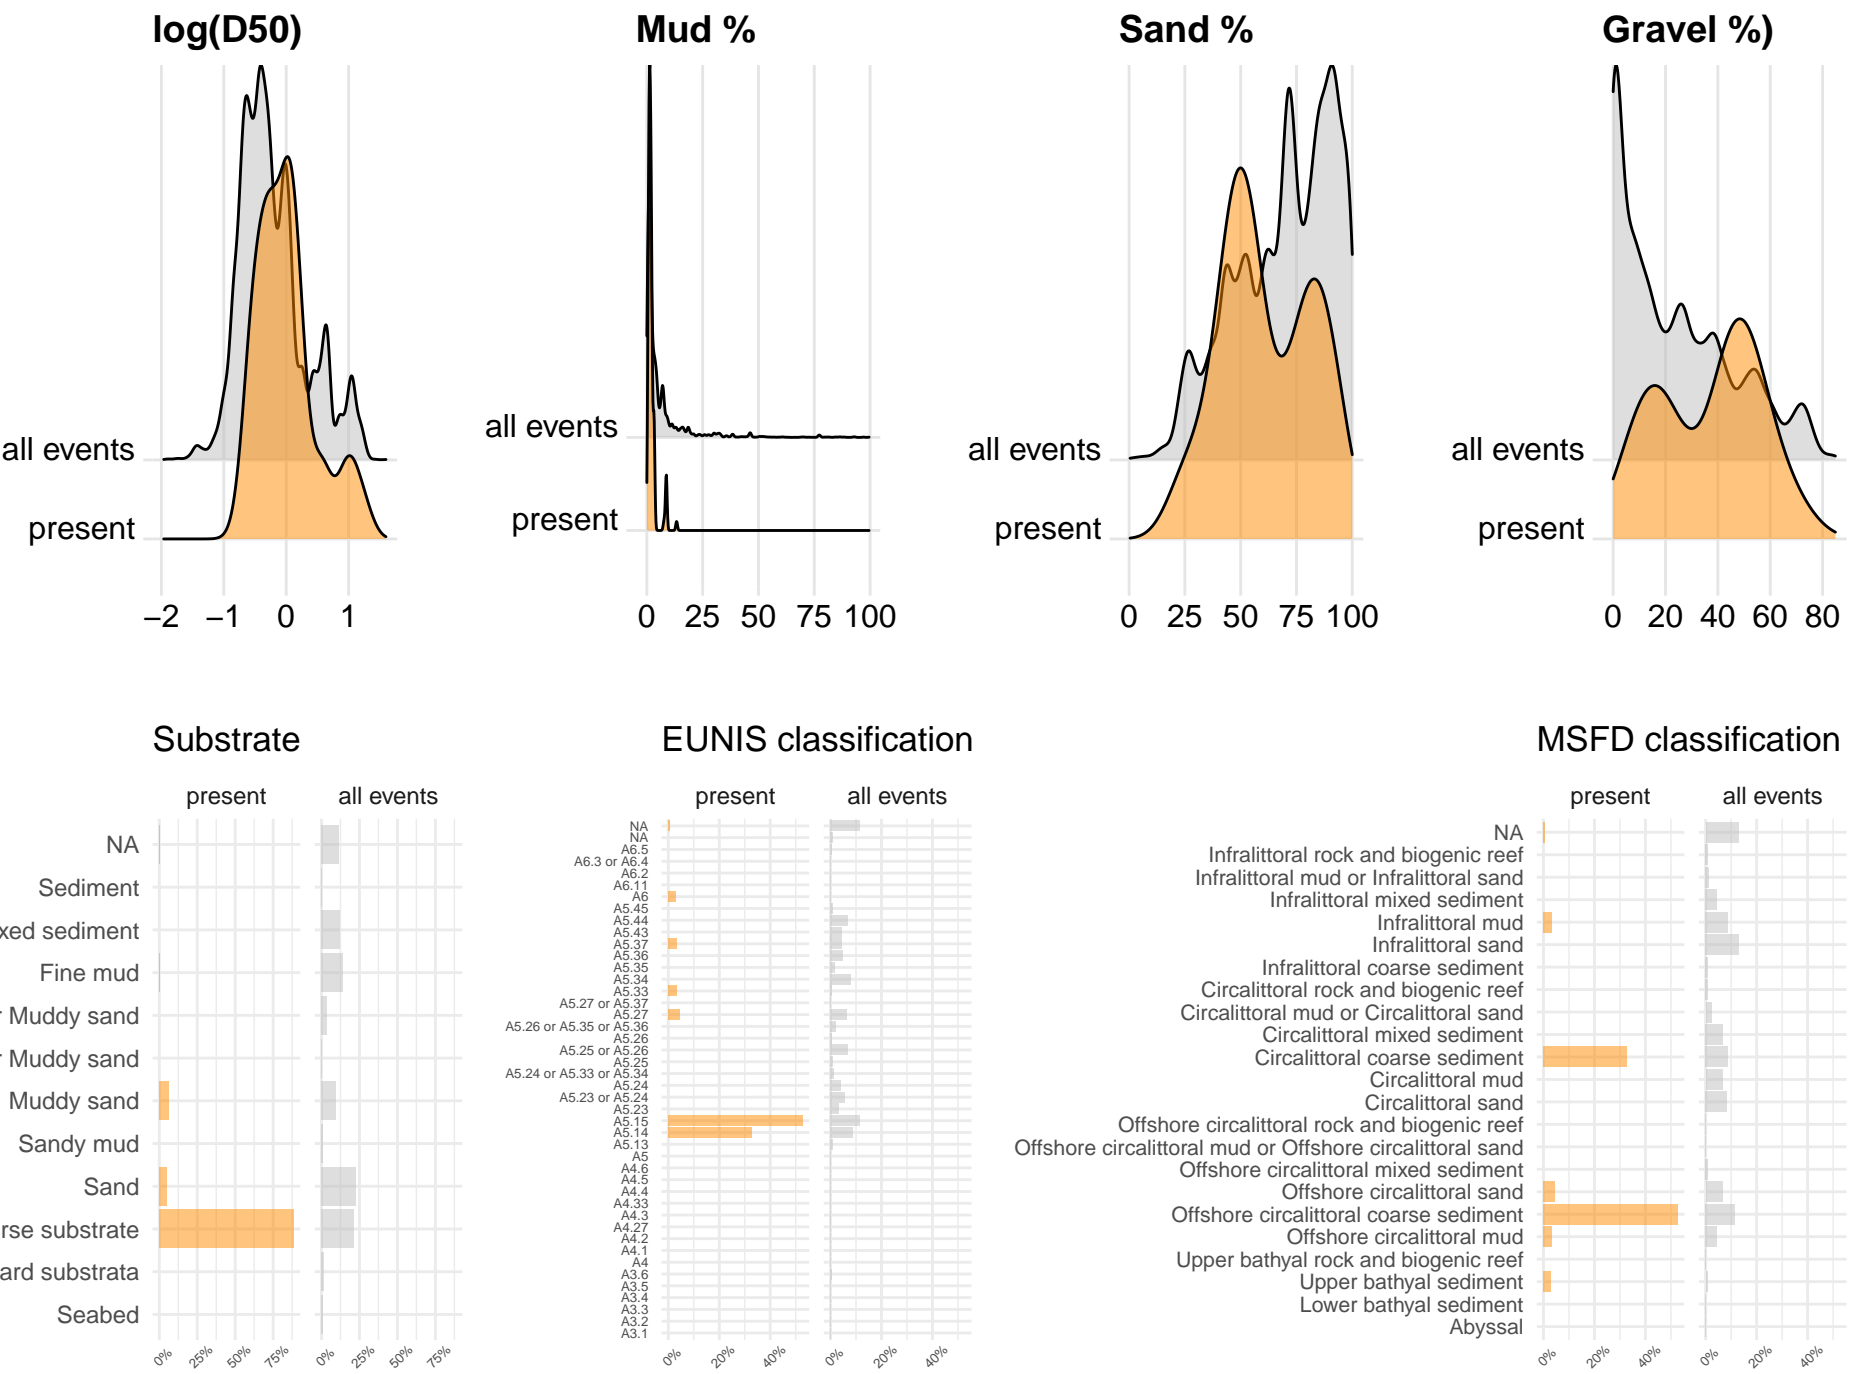 log(D50)
Mud %
Sand %
Gravel %)
all events
present
−2 −1 0 1
all events
present
0 25 50 75 100
all events
present
0 25 50 75 100
all events
present
0 20 40 60 80
Substrate
present all events
NA
Sediment
xed sediment
Fine mud
r Muddy sand
r Muddy sand
Muddy sand
Sandy mud
Sand
rse substrate
ard substrata
Seabed
0% 25% 50% 75% 0% 25% 50% 75%
EUNIS classification
present all events
NA
NA
A6.5
A6.3 or A6.4
A6.2
A6.11
A6
A5.45
A5.44
A5.43
A5.37
A5.36
A5.35
A5.34
A5.33
A5.27 or A5.37
A5.27
A5.26 or A5.35 or A5.36
A5.26
A5.25 or A5.26
A5.25
A5.24 or A5.33 or A5.34
A5.24
A5.23 or A5.24
A5.23
A5.15
A5.14
A5.13
A5
A4.6
A4.5
A4.4
A4.33
A4.3
A4.27
A4.2
A4.1
A4
A3.6
A3.5
A3.4
A3.3
A3.2
A3.1
0% 20% 40% 0% 20% 40%
MSFD classification
present all events
NA
Infralittoral rock and biogenic reef
Infralittoral mud or Infralittoral sand
Infralittoral mixed sediment
Infralittoral mud
Infralittoral sand
Infralittoral coarse sediment
Circalittoral rock and biogenic reef
Circalittoral mud or Circalittoral sand
Circalittoral mixed sediment
Circalittoral coarse sediment
Circalittoral mud
Circalittoral sand
Offshore circalittoral rock and biogenic reef
Offshore circalittoral mud or Offshore circalittoral sand
Offshore circalittoral mixed sediment
Offshore circalittoral sand
Offshore circalittoral coarse sediment
Offshore circalittoral mud
Upper bathyal rock and biogenic reef
Upper bathyal sediment
Lower bathyal sediment
Abyssal
0% 20% 40% 0% 20% 40%